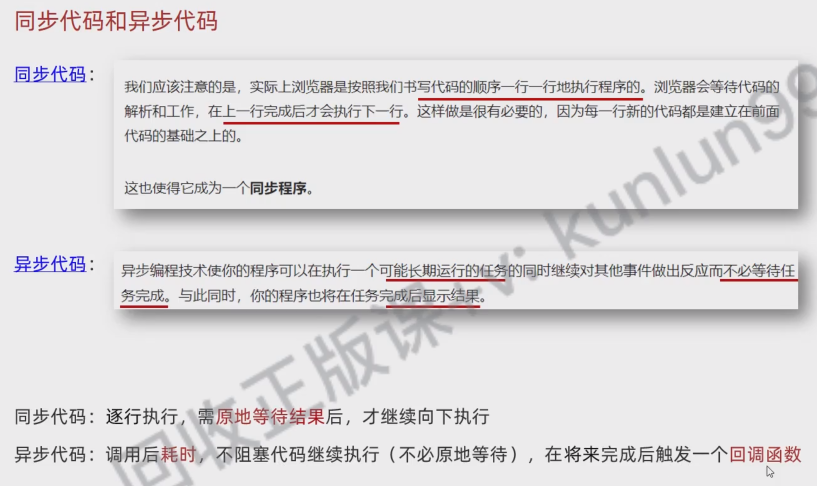 同步代码和异步代码
同步代码：
我们应该注意的是，实际上浏览器是按照我们书写代码的顺序一行一行地执行程序的。浏览器会等待代码的
解析和工作，在上一行完成后才会执行下一行。这样做是很有必要的，因为每一行新的代码都是建立在前面
代码的基础之上的。
这也使得它成为一个同步程序。
异步代码：
异步编程技术使你的程序可以在执行一个可能长期运行的任务的同时继续对其他事件做出反应而不必等待任
务完成。与此同时，你的程序也将在任务完成后显示结果。
同步代码：逐行执行，需原地等待结果后，才继续向下执行
异步代码：调用后耗时，不阻塞代码继续执行（不必原地等待），在将来完成后触发一个回调函数
回收正版课+v: kunlun99